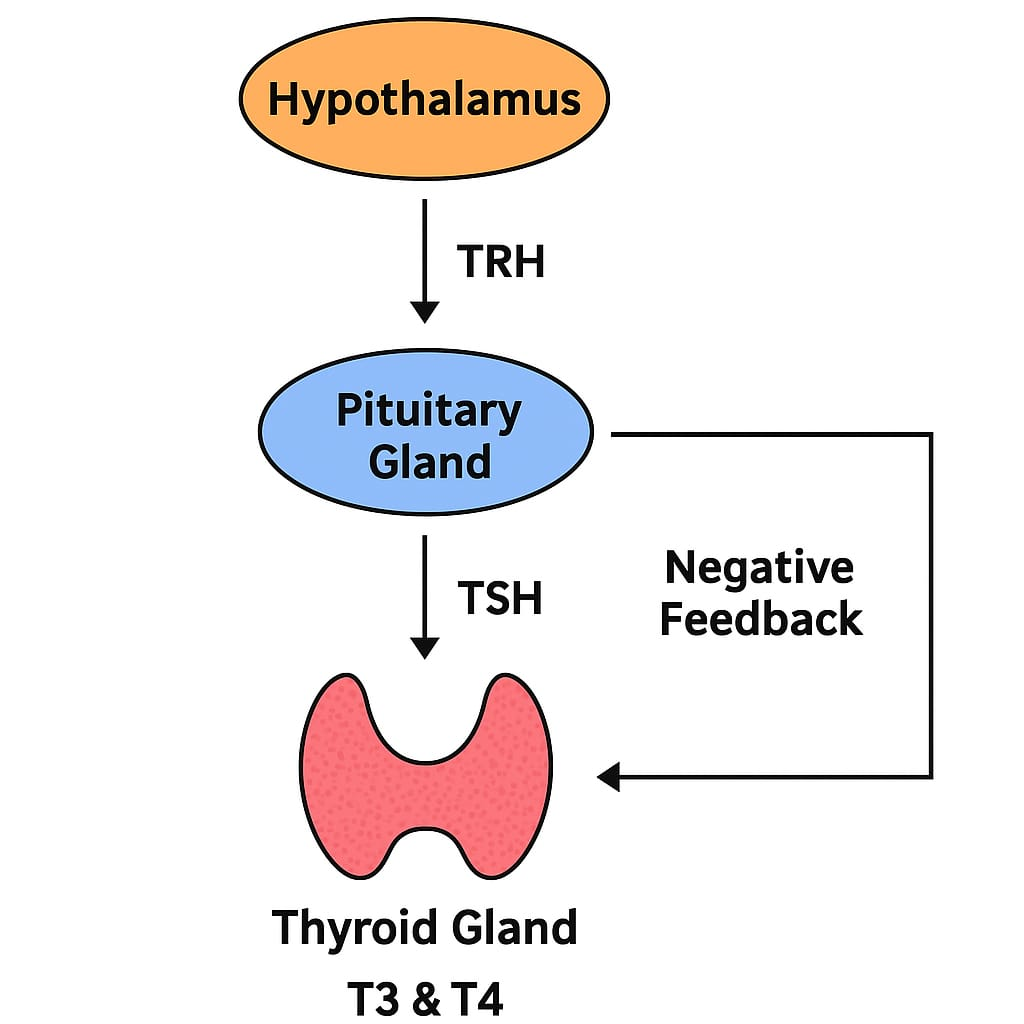 Hypothalamus
TRH
Pituitary
Gland
TSH
Negative
Feedback
Thyroid Gland
T3 & T4